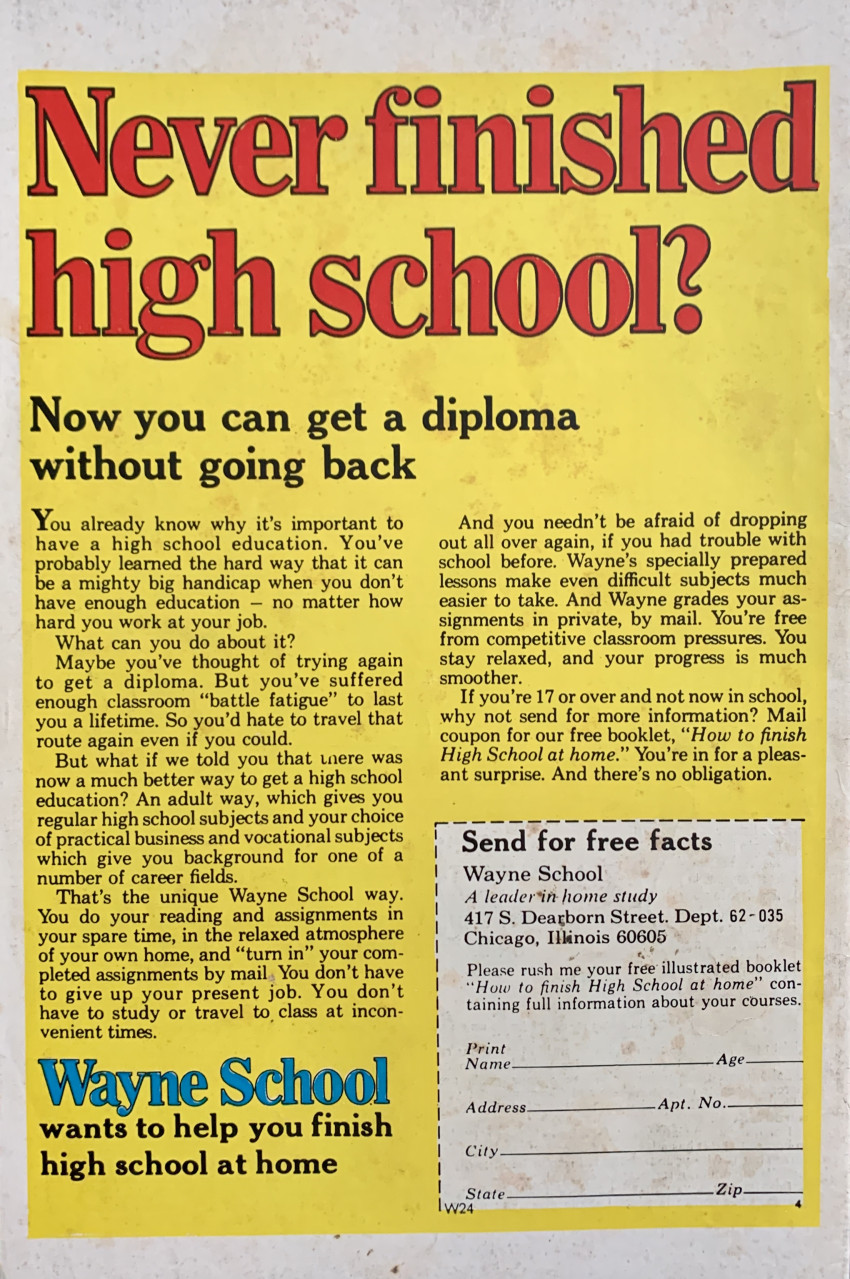 Never finished
high school?
Now you can get a diploma
without going back
You already know why it's important to
have a high school education. You've
probably learned the hard way that it can
be a mighty big handicap when you don't
have enough education – no matter how
hard you work at your job.
What can you do about it?
Maybe you've thought of trying again
to get a diploma. But you've suffered
enough classroom "battle fatigue" to last
you a lifetime. So you'd hate to travel that
route again even if you could.
But what if we told you that there was
now a much better way to get a high school
education? An adult way, which gives you
regular high school subjects and your choice
of practical business and vocational subjects
which give you background for one of a
number of career fields.
That's the unique Wayne School way.
You do your reading and assignments in
your spare time, in the relaxed atmosphere
of your own home, and "turn in" your com-
pleted assignments by mail. You don't have
to give up your present job. You don't
have to study or travel to class at incon-
venient times.
Wayne School
wants to help you finish
high school at home
And you needn't be afraid of dropping
out all over again, if you had trouble with
school before. Wayne's specially prepared
lessons make even difficult subjects much
easier to take. And Wayne grades your as-
signments in private, by mail. You're free
from competitive classroom pressures. You
stay relaxed, and your progress is much
smoother.
If you're 17 or over and not now in school,
why not send for more information? Mail
coupon for our free booklet, "How to finish
High School at home." You're in for a pleas-
ant surprise. And there's no obligation.
Send for free facts
Wayne School
A leader in home study
417 S. Dearborn Street. Dept. 62-035
Chicago, Illinois 60605
Please rush me your free illustrated booklet
"How to finish High School at home" con-
taining full information about your courses.
Print
Name Age
Address Apt. No.
City
State Zip
W24 4